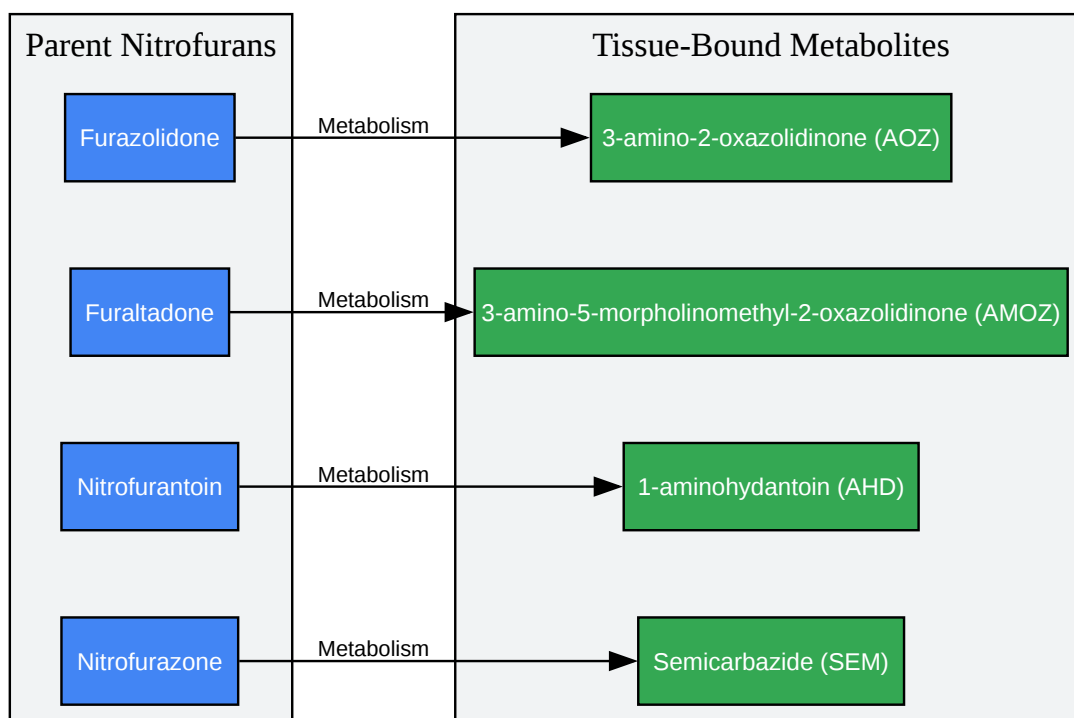 Parent Nitrofurans
Tissue-Bound Metabolites
Furazolidone
Metabolism
3-amino-2-oxazolidinone (AOZ)
Furaltadone
Metabolism
3-amino-5-morpholinomethyl-2-oxazolidinone (AMOZ)
Nitrofurantoin
Metabolism
1-aminohydantoin (AHD)
Nitrofurazone
Metabolism
Semicarbazide (SEM)